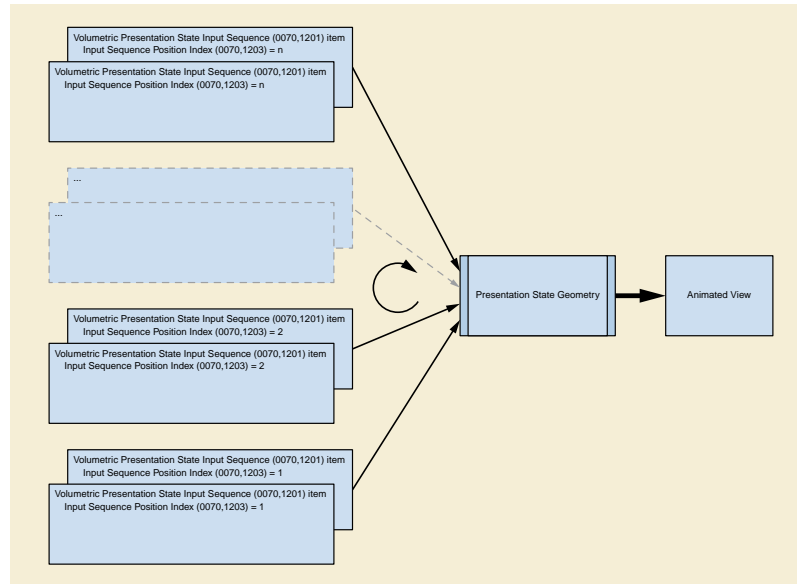 Volumetric Presentation State Input Sequence (0070,1201) item
Input Sequence Position Index (0070,1203) = n
Volumetric Presentation State Input Sequence (0070,1201) item
Input Sequence Position Index (0070,1203) = n
...
...
Presentation State Geometry
Animated View
Volumetric Presentation State Input Sequence (0070,1201) item
Input Sequence Position Index (0070,1203) = 2
Volumetric Presentation State Input Sequence (0070,1201) item
Input Sequence Position Index (0070,1203) = 2
Volumetric Presentation State Input Sequence (0070,1201) item
Input Sequence Position Index (0070,1203) = 1
Volumetric Presentation State Input Sequence (0070,1201) item
Input Sequence Position Index (0070,1203) = 1